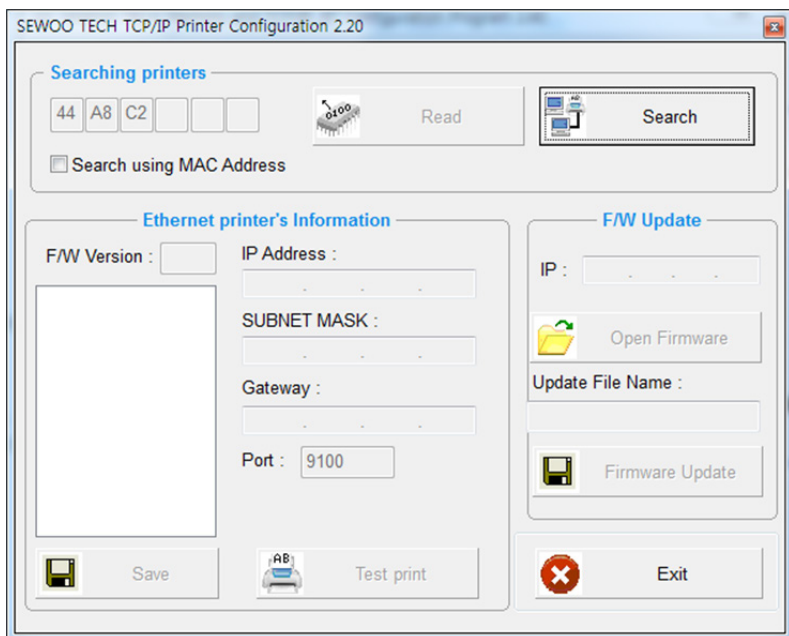 SEWOO TECH TCP/IP Printer Configuration 2.20
Searching printers
44 A8 C2
Read
Search
Search using MAC Address
Ethernet printer's Information
F/W Version :
IP Address :
SUBNET MASK :
Gateway :
Port : 9100
Save
Test print
F/W Update
IP :
Open Firmware
Update File Name :
Firmware Update
Exit